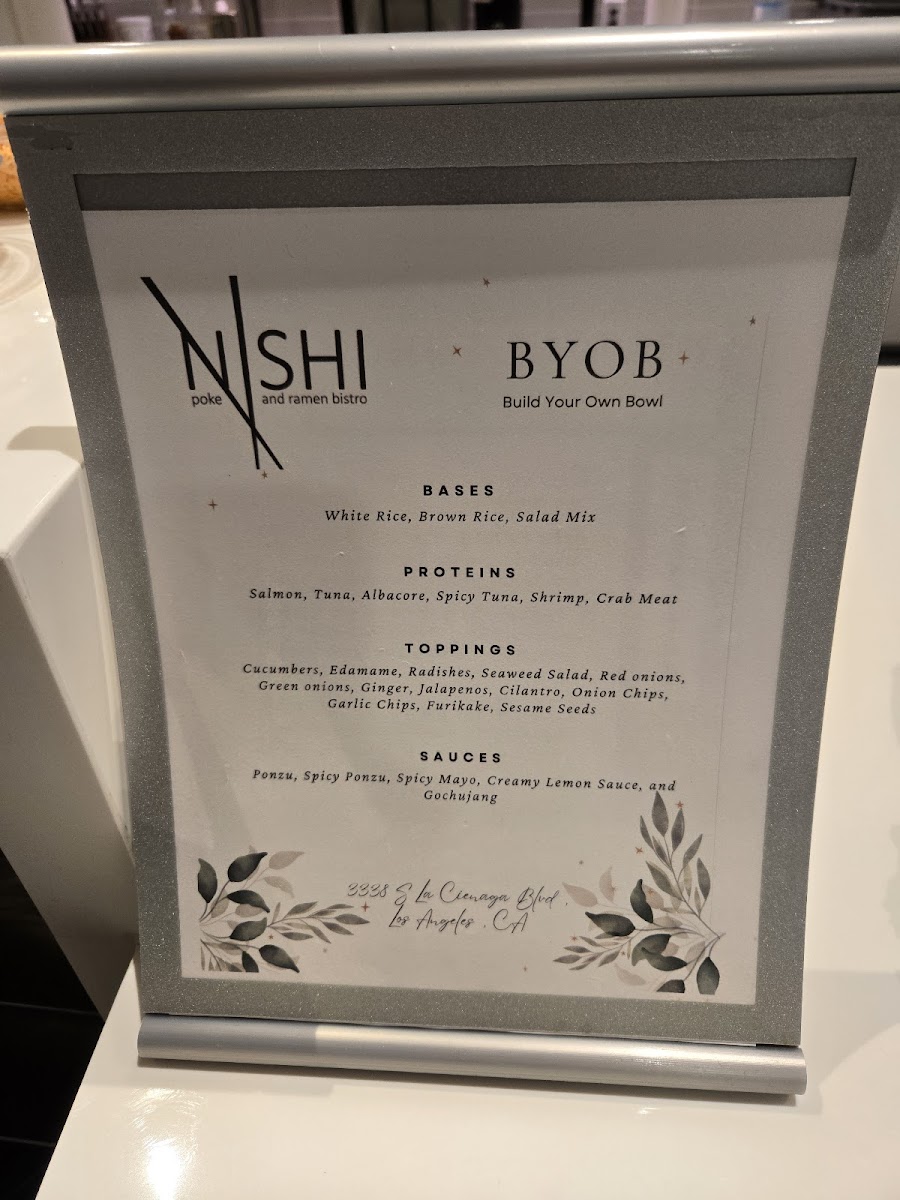 NISHI
poke and ramen bistro
BYOB
Build Your Own Bowl
BASES
White Rice, Brown Rice, Salad Mix
PROTEINS
Salmon, Tuna, Albacore, Spicy Tuna, Shrimp, Crab Meat
TOPPINGS
Cucumbers, Edamame, Radishes, Seaweed Salad, Red onions,
Green onions, Ginger, Jalapenos, Cilantro, Onion Chips,
Garlic Chips, Furikake, Sesame Seeds
SAUCES
Ponzu, Spicy Ponzu, Spicy Mayo, Creamy Lemon Sauce, and
Gochujang
3338 S La Cienaga Blvd .
Los Angeles , CA